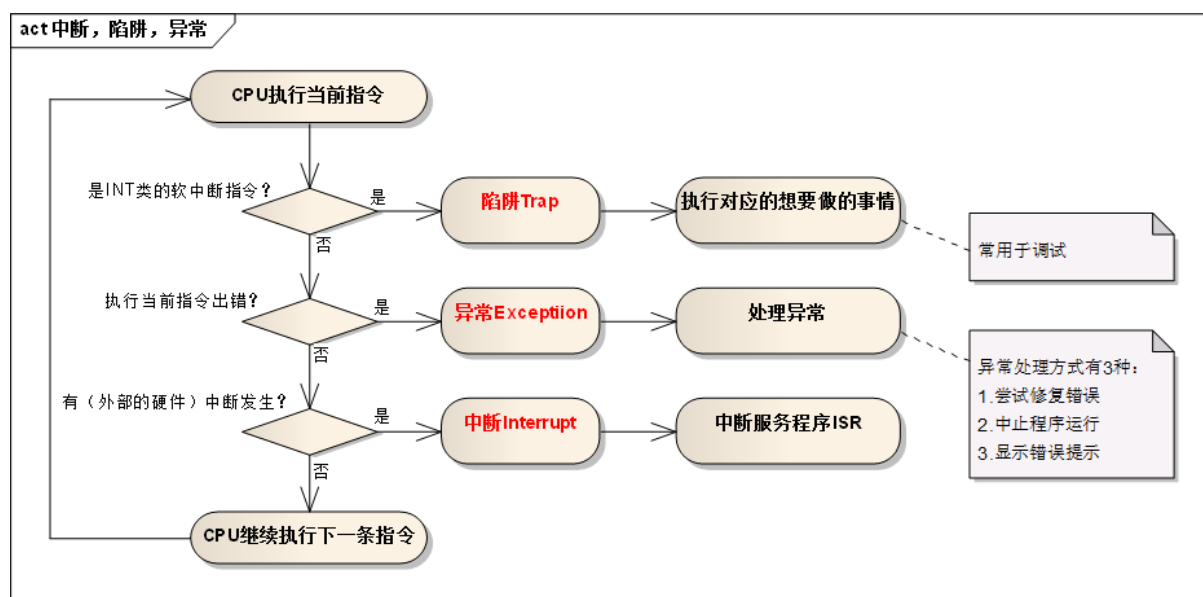 act 中断，陷阱，异常
CPU执行当前指令
是INT类的软中断指令？
是
陷阱Trap
执行对应的想要做的事情
常用于调试
否
执行当前指令出错？
是
异常Exceptiion
处理异常
异常处理方式有3种：
1.尝试修复错误
2.中止程序运行
3.显示错误提示
否
有（外部的硬件）中断发生？
是
中断Interrupt
中断服务程序ISR
否
CPU继续执行下一条指令